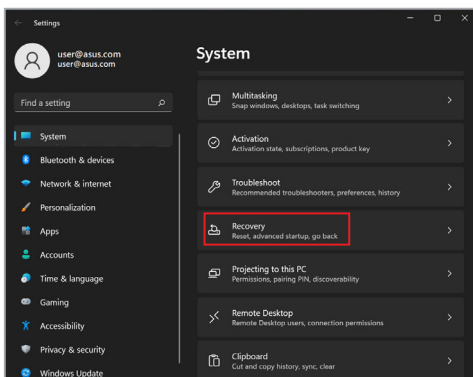 Settings
user@asus.com
user@asus.com
Find a setting
System
Bluetooth & devices
Network & internet
Personalization
Apps
Accounts
Time & language
Gaming
Accessibility
Privacy & security
Windows Update
System
Multitasking
Snap windows, desktops, task switching
Activation
Activation state, subscriptions, product key
Troubleshoot
Recommended troubleshooters, preferences, history
Recovery
Reset, advanced startup, go back
Projecting to this PC
Permissions, pairing PIN, discoverability
Remote Desktop
Remote Desktop users, connection permissions
Clipboard
Cut and copy history, sync, clear